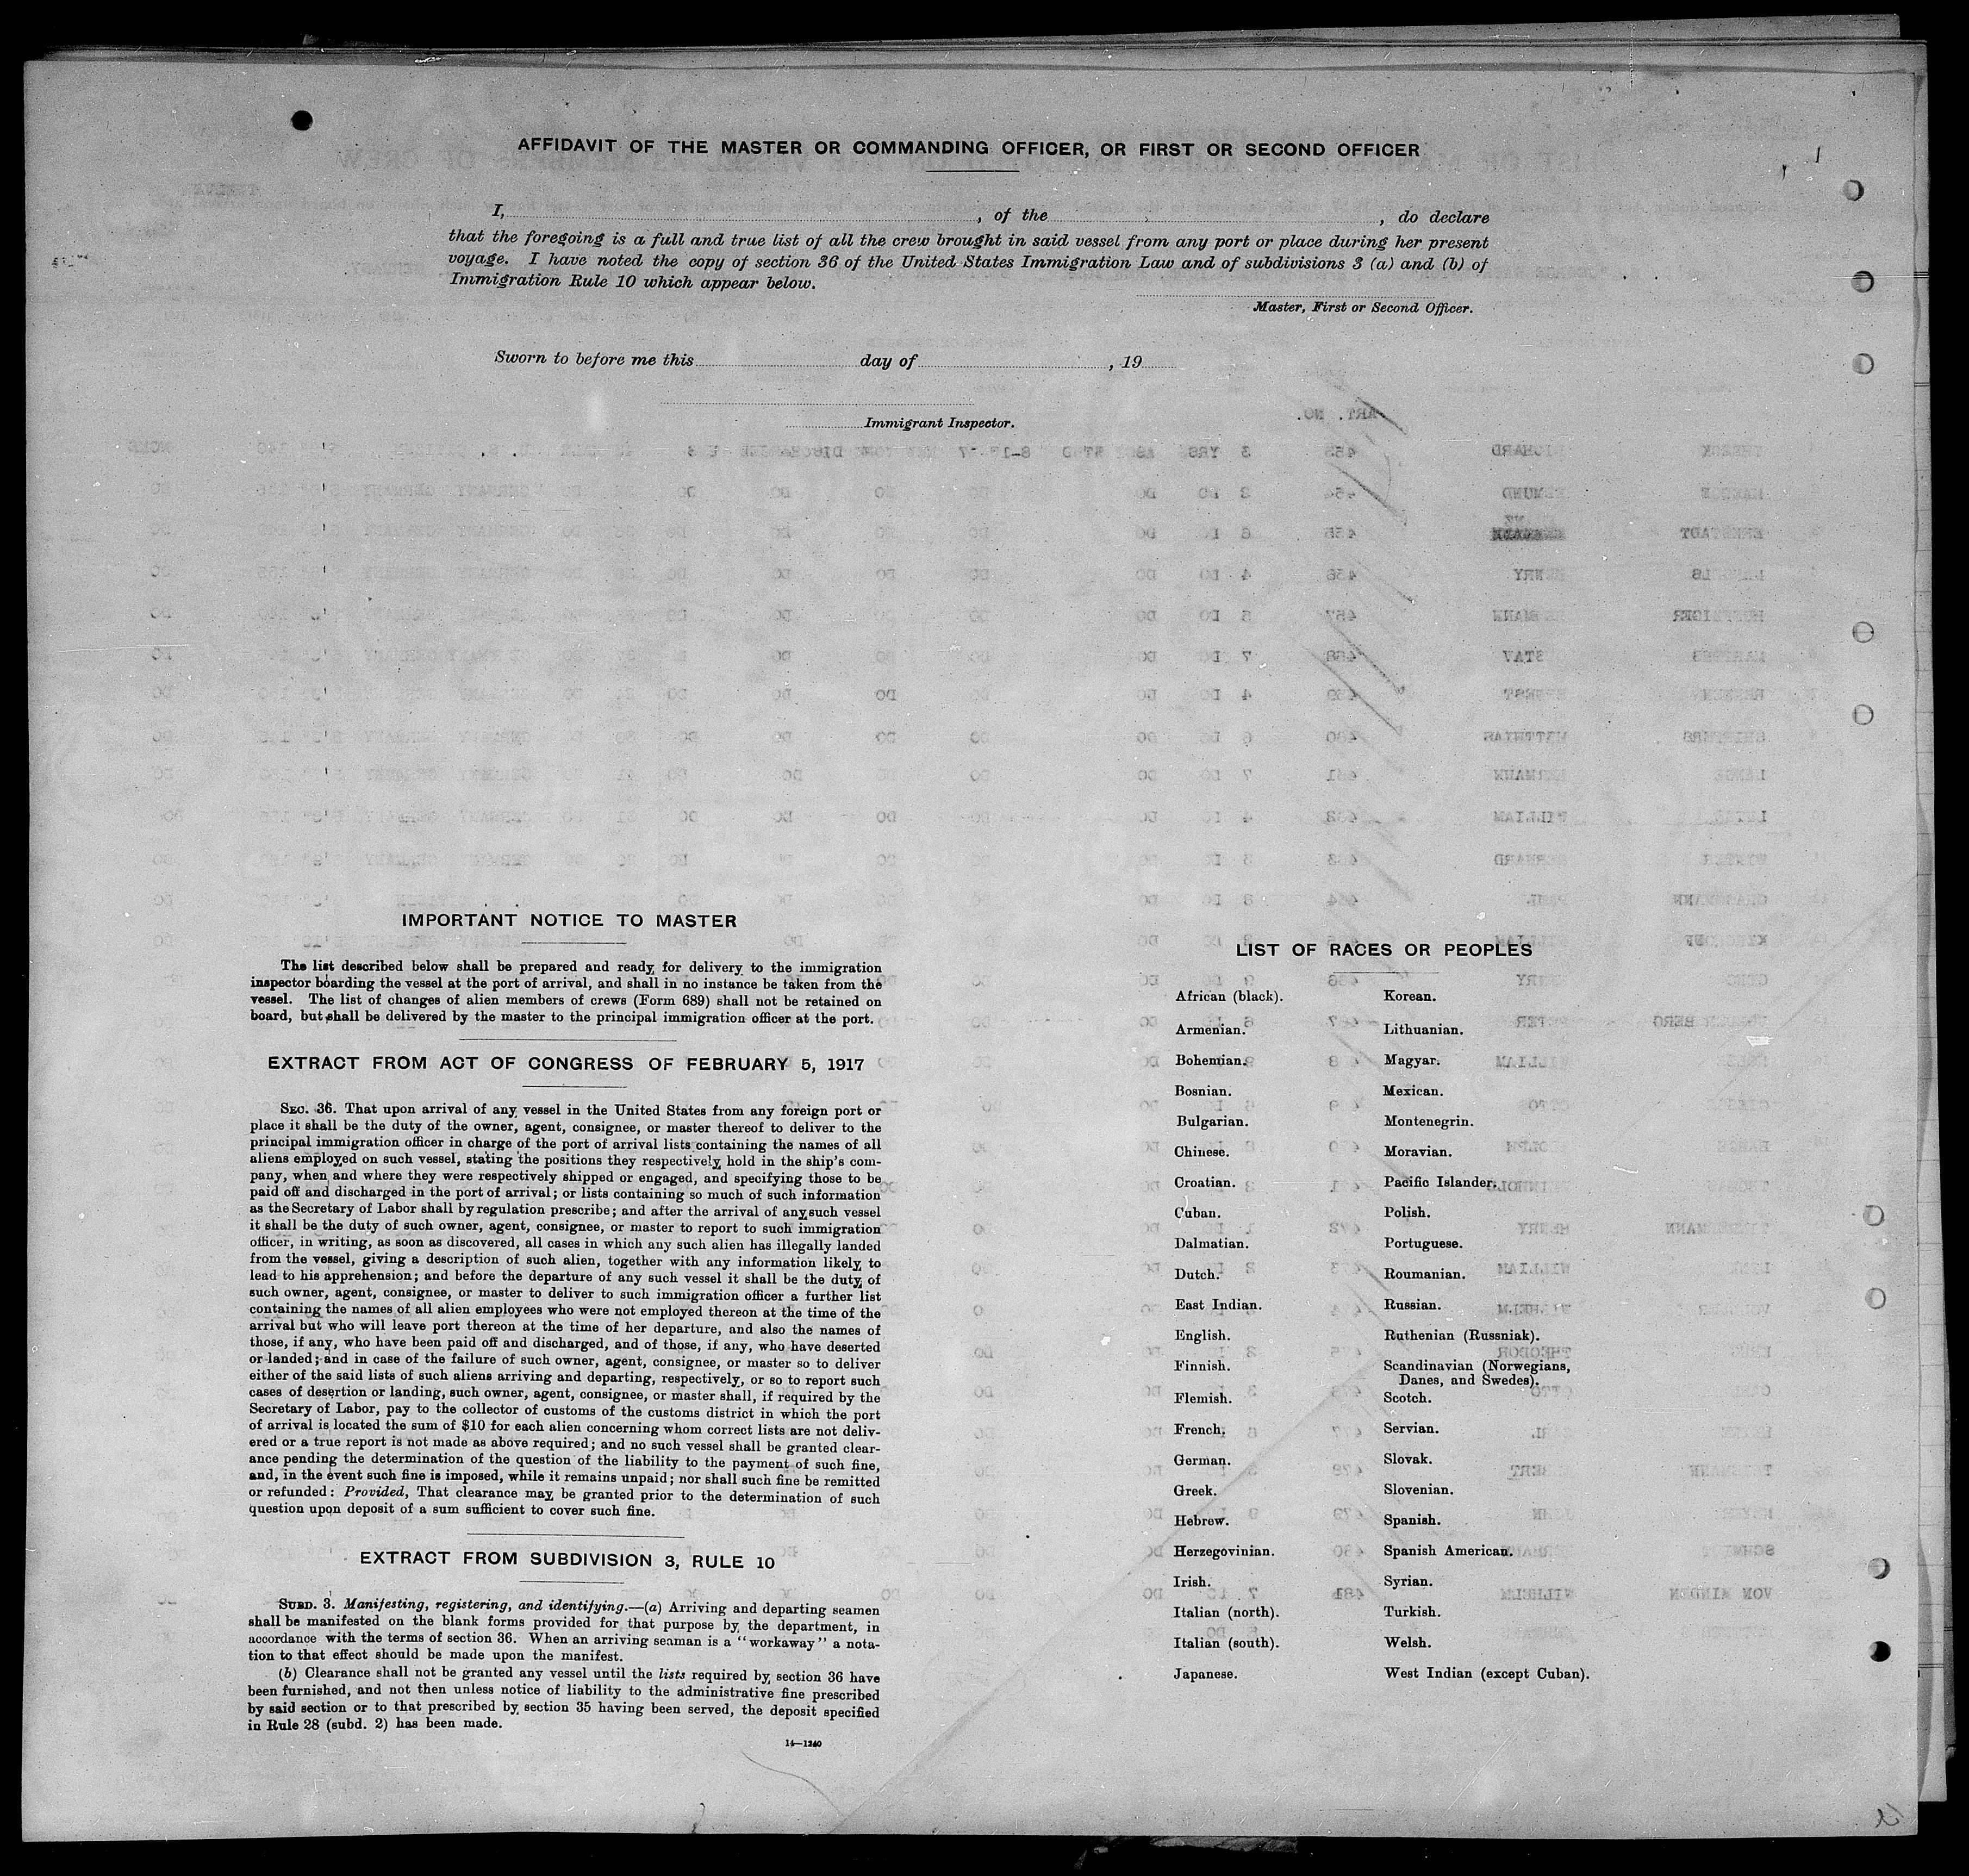 AFFIDAVIT OF THE MASTER OR COMMANDING OFFICER, OR FIRST OR SECOND OFFICER
I, , of the , do declare
that the foregoing is a full and true list of all the crew brought in said vessel from any port or place during her present
voyage. I have noted the copy of section 36 of the United States Immigration Law and of subdivisions 3 (a) and (b) of
Immigration Rule 10 which appear below.
Master, First or Second Officer.
Sworn to before me this day of , 19
Immigrant Inspector.
IMPORTANT NOTICE TO MASTER
The list described below shall be prepared and ready for delivery to the immigration
inspector boarding the vessel at the port of arrival, and shall in no instance be taken from the
vessel. The list of changes of alien members of crews (Form 689) shall not be retained on
board, but shall be delivered by the master to the principal immigration officer at the port.
EXTRACT FROM ACT OF CONGRESS OF FEBRUARY 5, 1917
SEC. 36. That upon arrival of any vessel in the United States from any foreign port or
place it shall be the duty of the owner, agent, consignee, or master thereof to deliver to the
principal immigration officer in charge of the port of arrival lists containing the names of all
aliens employed on such vessel, stating the positions they respectively hold in the ship's com-
pany, when and where they were respectively shipped or engaged, and specifying those to be
paid off and discharged in the port of arrival; or lists containing so much of such information
as the Secretary of Labor shall by regulation prescribe; and after the arrival of any such vessel
it shall be the duty of such owner, agent, consignee, or master to report to such immigration
officer, in writing, as soon as discovered, all cases in which any such alien has illegally landed
from the vessel, giving a description of such alien, together with any information likely to
lead to his apprehension; and before the departure of any such vessel it shall be the duty of
such owner, agent, consignee, or master to deliver to such immigration officer a further list
containing the names of all alien employees who were not employed thereon at the time of the
arrival but who will leave port thereon at the time of her departure, and also the names of
those, if any, who have been paid off and discharged, and of those, if any, who have deserted
or landed; and in case of the failure of such owner, agent, consignee, or master so to deliver
either of the said lists of such aliens arriving and departing, respectively, or so to report such
cases of desertion or landing, such owner, agent, consignee, or master shall, if required by the
Secretary of Labor, pay to the collector of customs of the customs district in which the port
of arrival is located the sum of $10 for each alien concerning whom correct lists are not deliv-
ered or a true report is not made as above required; and no such vessel shall be granted clear-
ance pending the determination of the question of the liability to the payment of such fine,
and, in the event such fine is imposed, while it remains unpaid; nor shall such fine be remitted
or refunded: Provided, That clearance may be granted prior to the determination of such
question upon deposit of a sum sufficient to cover such fine.
EXTRACT FROM SUBDIVISION 3, RULE 10
SUBD. 3. Manifesting, registering, and identifying.—(a) Arriving and departing seamen
shall be manifested on the blank forms provided for that purpose by the department, in
accordance with the terms of section 36. When an arriving seaman is a "workaway" a nota-
tion to that effect should be made upon the manifest.
(b) Clearance shall not be granted any vessel until the lists required by section 36 have
been furnished, and not then unless notice of liability to the administrative fine prescribed
by said section or to that prescribed by section 35 having been served, the deposit specified
in Rule 28 (subd. 2) has been made.
14—1240
LIST OF RACES OR PEOPLES
African (black).
Armenian.
Bohemian.
Bosnian.
Bulgarian.
Chinese.
Croatian.
Cuban.
Dalmatian.
Dutch.
East Indian.
English.
Finnish.
Flemish.
French.
German.
Greek.
Hebrew.
Herzegovinian.
Irish.
Italian (north).
Italian (south).
Japanese.
Korean.
Lithuanian.
Magyar.
Mexican.
Montenegrin.
Moravian.
Pacific Islander.
Polish.
Portuguese.
Roumanian.
Russian.
Ruthenian (Russniak).
Scandinavian (Norwegians,
Danes, and Swedes).
Scotch.
Servian.
Slovak.
Slovenian.
Spanish.
Spanish American.
Syrian.
Turkish.
Welsh.
West Indian (except Cuban).